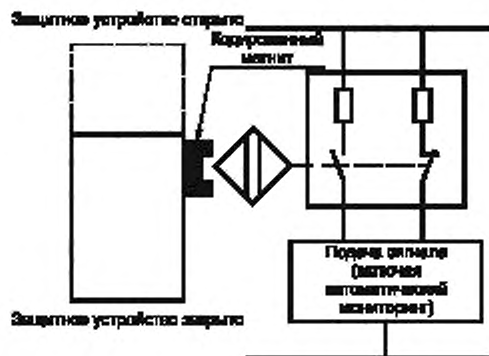 Защитное устройство открыто
Кодированный
магнит
Подача сигнала
(включая
автоматический
мониторинг)
Защитное устройство закрыто